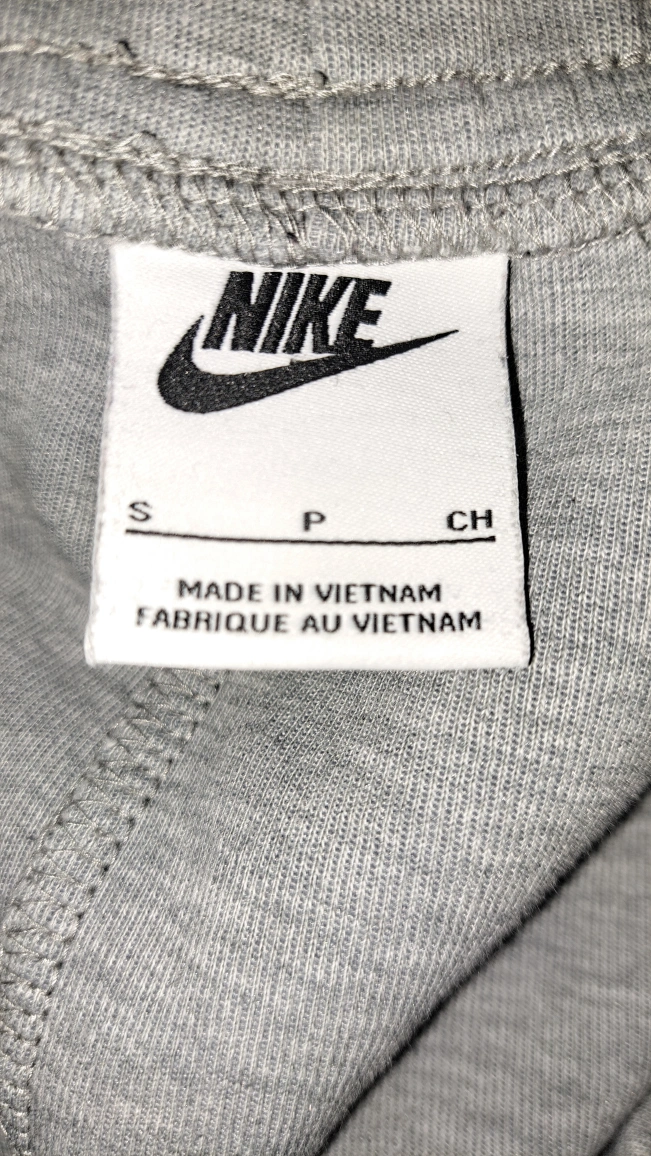 NIKE
S P CH
MADE IN VIETNAM
FABRIQUE AU VIETNAM